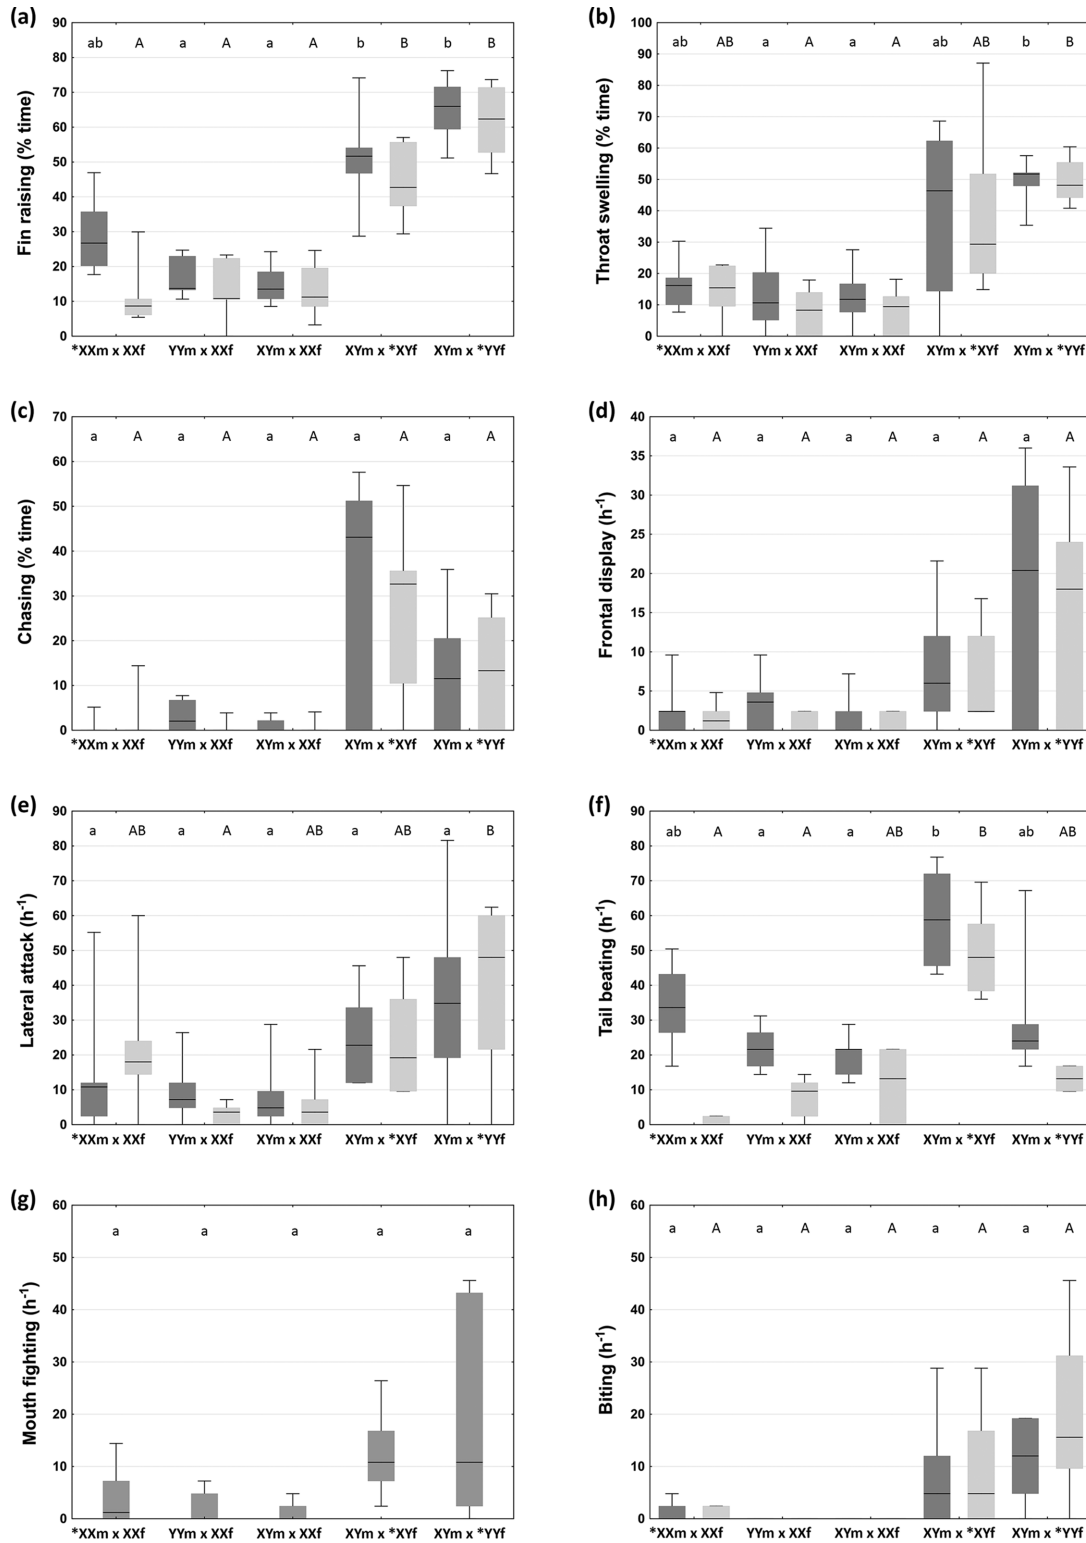 (a)
Fin raising (% time)
90
80
70
60
50
40
30
20
10
0
ab A a A a A b B b B
*XXm x XXf YYm x XXf XYm x XXf XYm x *XYf XYm x *YYf
(b)
Throat swelling (% time)
100
90
80
70
60
50
40
30
20
10
0
ab AB a A a A ab AB b B
*XXm x XXf YYm x XXf XYm x XXf XYm x *XYf XYm x *YYf
(c)
Chasing (% time)
70
60
50
40
30
20
10
0
a A a A a A a A a A
*XXm x XXf YYm x XXf XYm x XXf XYm x *XYf XYm x *YYf
(d)
Frontal display (h⁻¹)
40
35
30
25
20
15
10
5
0
a A a A a A a A a A
*XXm x XXf YYm x XXf XYm x XXf XYm x *XYf XYm x *YYf
(e)
Lateral attack (h⁻¹)
90
80
70
60
50
40
30
20
10
0
a AB a A a AB a AB a B
*XXm x XXf YYm x XXf XYm x XXf XYm x *XYf XYm x *YYf
(f)
Tail beating (h⁻¹)
90
80
70
60
50
40
30
20
10
0
ab A a A a AB b B ab AB
*XXm x XXf YYm x XXf XYm x XXf XYm x *XYf XYm x *YYf
(g)
Mouth fighting (h⁻¹)
60
50
40
30
20
10
0
a a a a a
*XXm x XXf YYm x XXf XYm x XXf XYm x *XYf XYm x *YYf
(h)
Biting (h⁻¹)
60
50
40
30
20
10
0
a A a A a A a A a A
*XXm x XXf YYm x XXf XYm x XXf XYm x *XYf XYm x *YYf